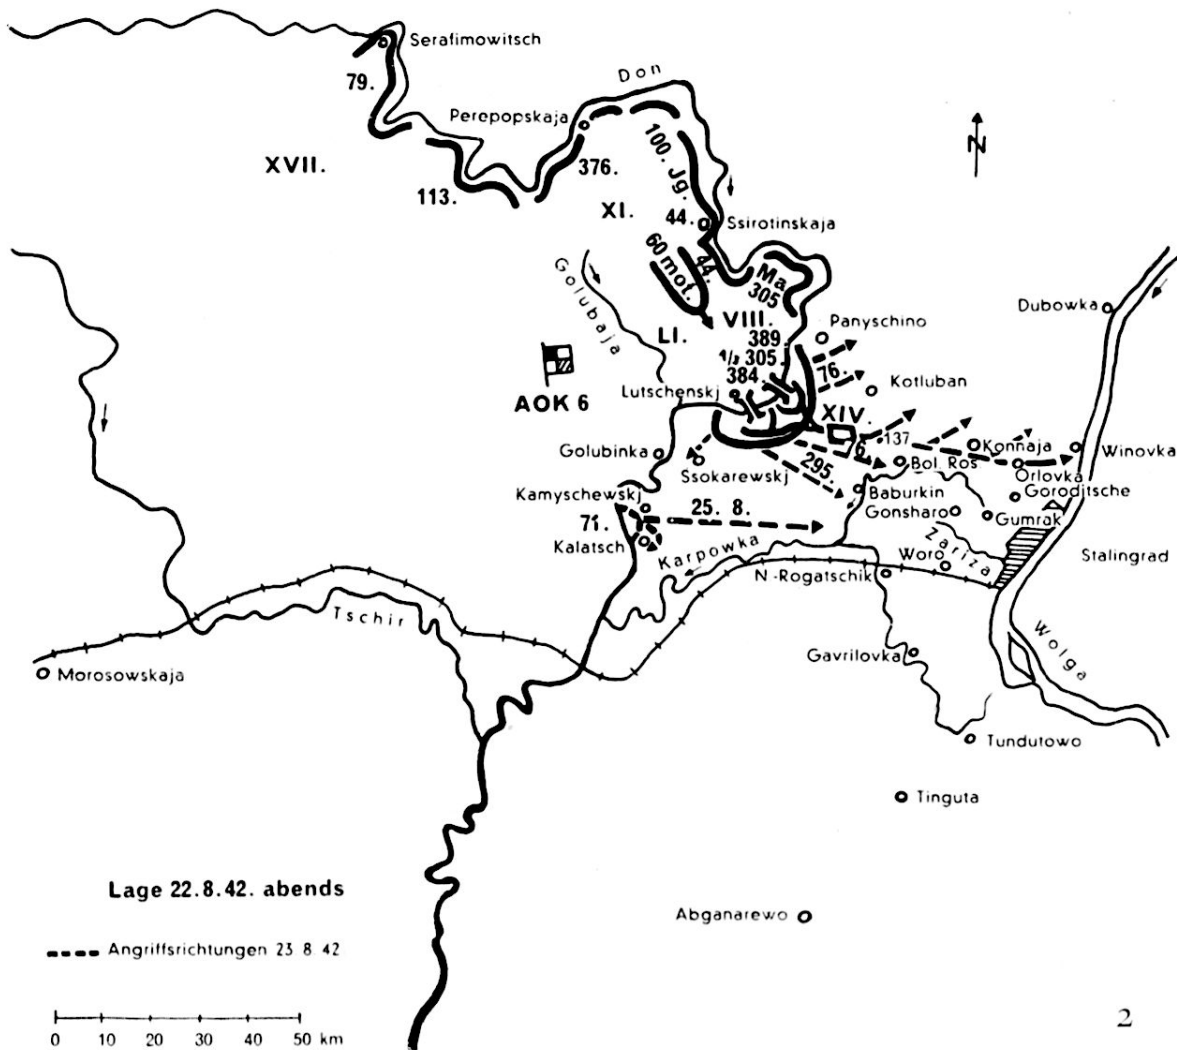 Serafimowitsch
79.
Don
Perepopskaja
XVII.
113.
376.
100. Jg.
N
XI.
44.
Ssirotinskaja
60 mot.
44.
Golubaja
Ma
305
Dubowka
VIII.
Panyschino
LI.
389.
305.
76.
384.
Lutschenskj
Kotluban
AOK 6
XIV.
137
Golubinka
76.
Konnaja
Winovka
Ssokarewskj
295.
Bol. Ros
Orlovka
Kamyschewskj
Baburkin
Goroditsche
25. 8.
Gonsharo
Gumrak
71.
Kalatsch
Karpowka
Zariza
Stalingrad
Woro
N-Rogatschik
Tschir
Wolga
Gavrilovka
Morosowskaja
Tundutowo
Tinguta
Lage 22.8.42. abends
Abganarewo
Angriffsrichtungen 23 8 42
0 10 20 30 40 50 km
2